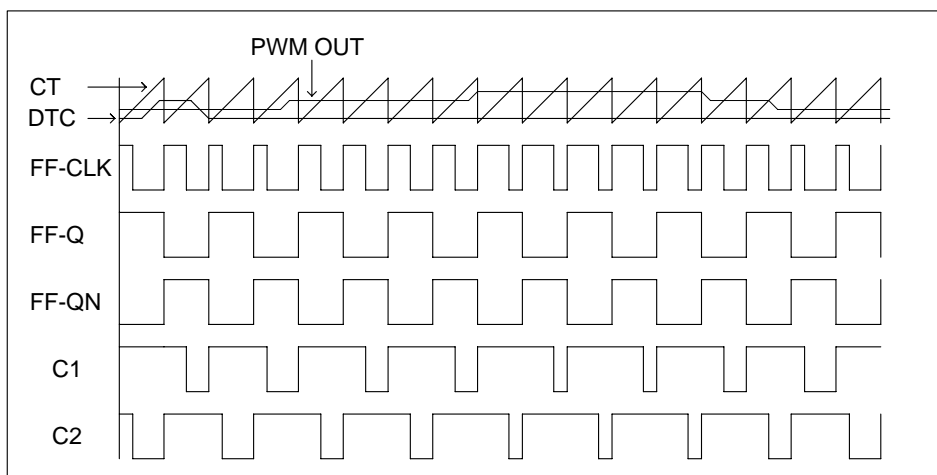 PWM OUT
CT
DTC
FF-CLK
FF-Q
FF-QN
C1
C2